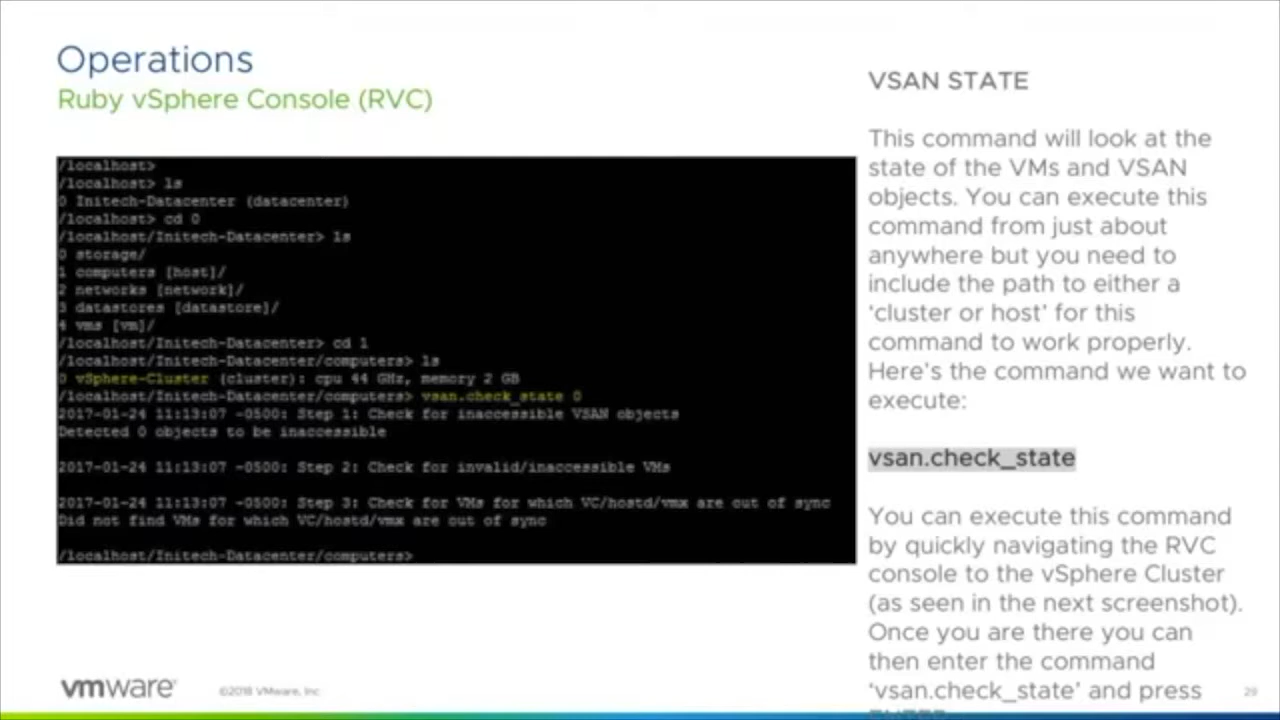 Operations
Ruby vSphere Console (RVC)
/localhost>
/localhost> ls
0 Initech-Datacenter (datacenter)
/localhost> cd 0
/localhost/Initech-Datacenter> ls
0 storage/
1 computers [host]/
2 networks [network]/
3 datastores [datastore]/
4 vms [vm]/
/localhost/Initech-Datacenter> cd 1
/localhost/Initech-Datacenter/computers> ls
0 vSphere-Cluster (cluster): cpu 44 GHz, memory 2 GB
/localhost/Initech-Datacenter/computers> vsan.check_state 0
2017-01-24 11:13:07 -0500: Step 1: Check for inaccessible VSAN objects
Detected 0 objects to be inaccessible
2017-01-24 11:13:07 -0500: Step 2: Check for invalid/inaccessible VMs
2017-01-24 11:13:07 -0500: Step 3: Check for VMs for which VC/hostd/vmx are out of sync
Did not find VMs for which VC/hostd/vmx are out of sync
/localhost/Initech-Datacenter/computers>
VSAN STATE
This command will look at the
state of the VMs and VSAN
objects. You can execute this
command from just about
anywhere but you need to
include the path to either a
‘cluster or host’ for this
command to work properly.
Here's the command we want to
execute:
vsan.check_state
You can execute this command
by quickly navigating the RVC
console to the vSphere Cluster
(as seen in the next screenshot).
Once you are there you can
then enter the command
‘vsan.check_state’ and press
vmware
©2018 VMware, Inc